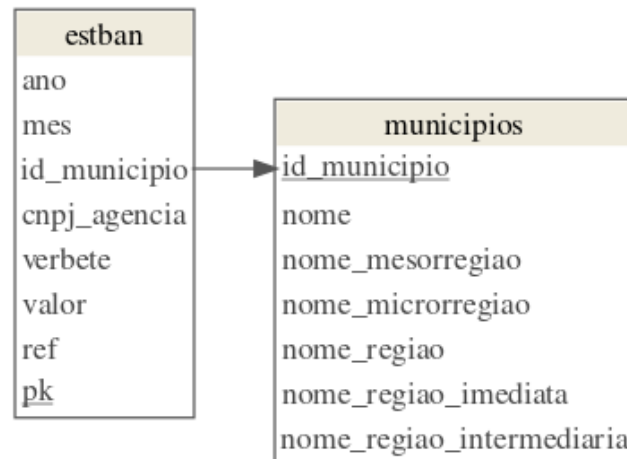 estban
ano
mes
id_municipio
cnpj_agencia
verbete
valor
ref
pk
municipios
id_municipio
nome
nome_mesorregiao
nome_microrregiao
nome_regiao
nome_regiao_imediata
nome_regiao_intermediaria